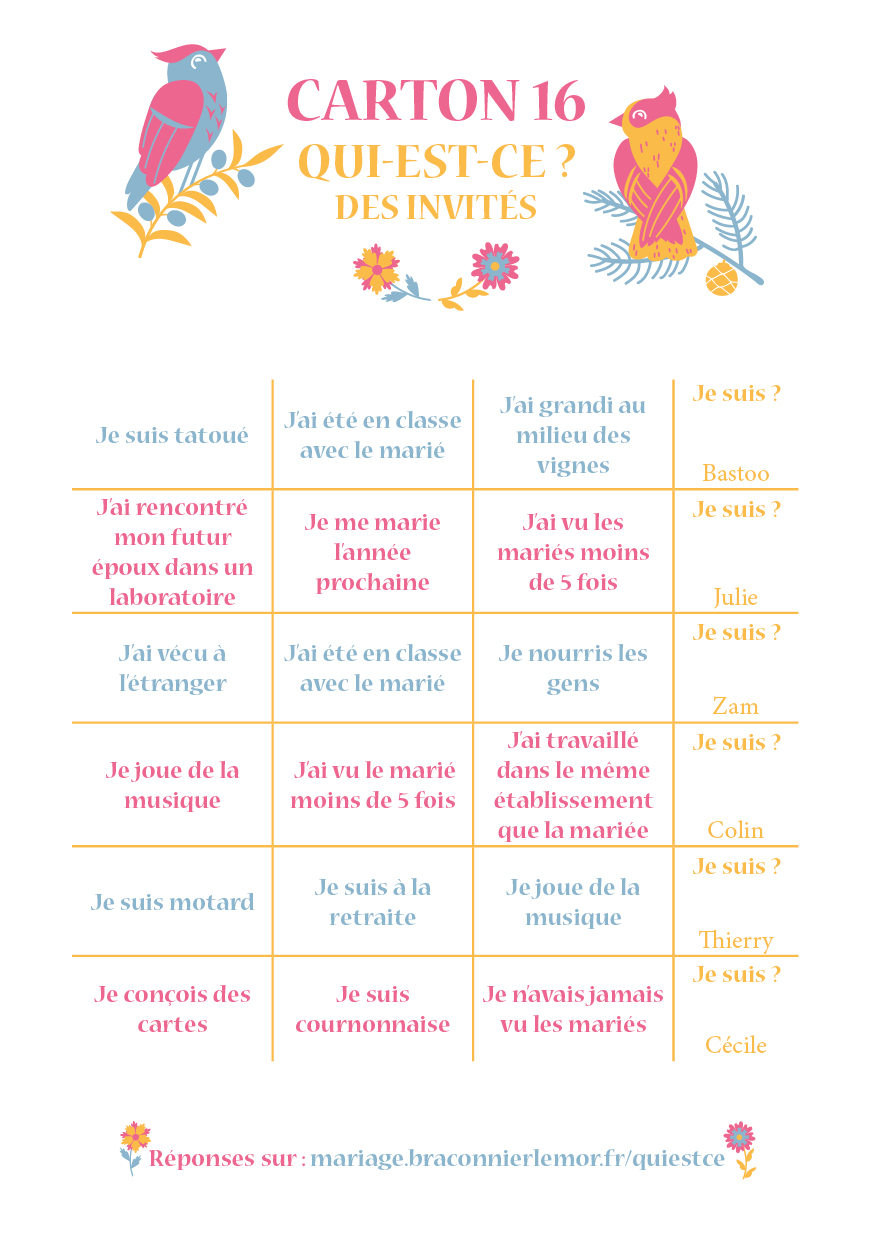 CARTON 16
QUI-EST-CE ?
DES INVITÉS
Je suis tatoué
J'ai été en classe
avec le marié
J'ai grandi au
milieu des
vignes
Je suis ?
Bastoo
J'ai rencontré
mon futur
époux dans un
laboratoire
Je me marie
l'année
prochaine
J'ai vu les
mariés moins
de 5 fois
Je suis ?
Julie
J'ai vécu à
l'étranger
J'ai été en classe
avec le marié
Je nourris les
gens
Je suis ?
Zam
Je joue de la
musique
J'ai vu le marié
moins de 5 fois
J'ai travaillé
dans le même
établissement
que la mariée
Je suis ?
Colin
Je suis motard
Je suis à la
retraite
Je joue de la
musique
Je suis ?
Thierry
Je conçois des
cartes
Je suis
cournonnaise
Je n'avais jamais
vu les mariés
Je suis ?
Cécile
Réponses sur : mariage.braconnierlemor.fr/quiestce